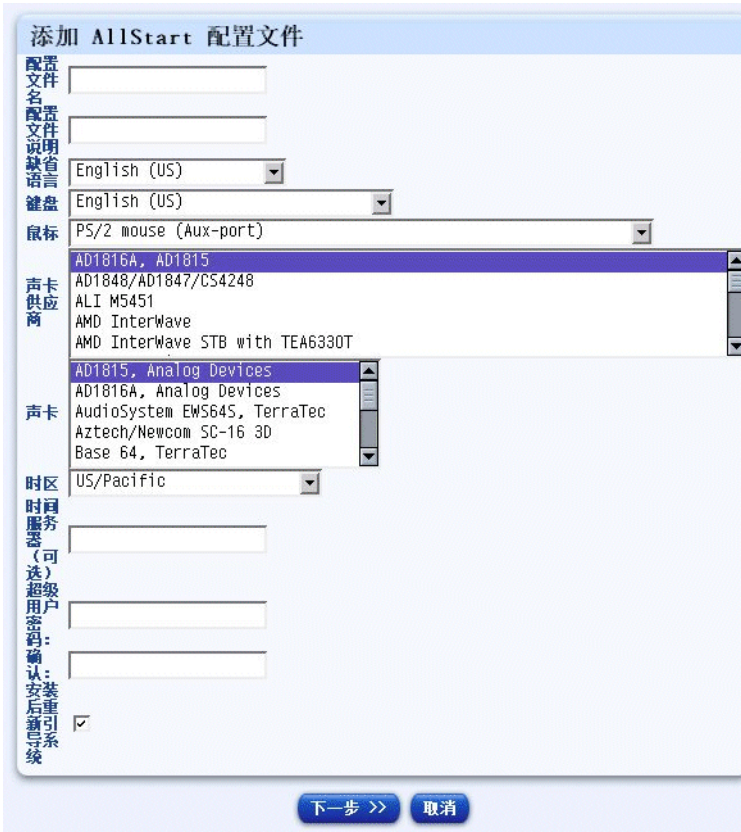 添加 AllStart 配置文件
配置
文件
名
配置
文件
说明
缺省
语言
English (US)
键盘
English (US)
鼠标
PS/2 mouse (Aux-port)
声卡
供应
商
AD1816A, AD1815
AD1848/AD1847/CS4248
ALI M5451
AMD InterWave
AMD InterWave STB with TEA6330T
声卡
AD1815, Analog Devices
AD1816A, Analog Devices
AudioSystem EWS64S, TerraTec
Aztech/Newcom SC-16 3D
Base 64, TerraTec
时区
US/Pacific
时间
服务
器
（可
选）
超级
用户
密
码：
确
认：
安装
后重
新引
导系
统
下一步 >>
取消